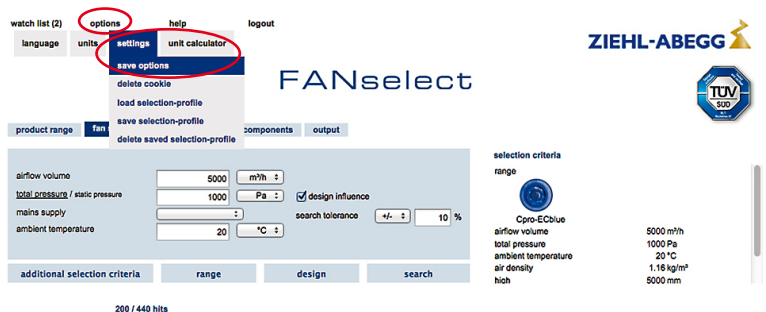 watch list (2) options help logout
language units settings unit calculator
save options
delete cookie
load selection-profile
save selection-profile
delete saved selection-profile
ZIEHL-ABEGG
FANselect
TÜV
SÜD
product range fan s omponents output
airflow volume 5000 m³/h
total pressure / static pressure 1000 Pa design influence
mains supply search tolerance +/- 10 %
ambient temperature 20 °C
additional selection criteria range design search
200 / 440 hits
selection criteria
range
Cpro-ECblue
airflow volume 5000 m³/h
total pressure 1000 Pa
ambient temperature 20 °C
air density 1.16 kg/m³
high 5000 mm